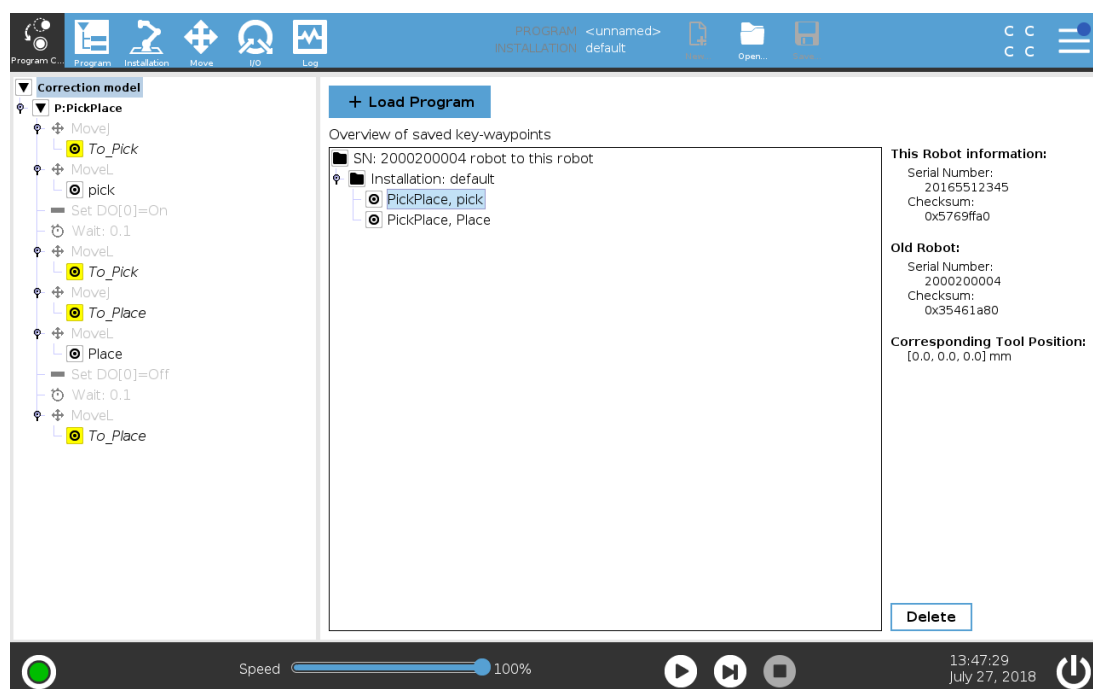 Program C...
Program
Installation
Move
I/O
Log
PROGRAM <unnamed>
INSTALLATION default
Open...
C C
C C
Correction model
P:PickPlace
MoveJ
To_Pick
MoveL
pick
Set DO[0]=On
Wait: 0.1
MoveL
To_Pick
MoveJ
To_Place
MoveL
Place
Set DO[0]=Off
Wait: 0.1
MoveL
To_Place
+ Load Program
Overview of saved key-waypoints
SN: 2000200004 robot to this robot
Installation: default
PickPlace, pick
PickPlace, Place
This Robot information:
Serial Number:
20165512345
Checksum:
0x5769ffa0
Old Robot:
Serial Number:
2000200004
Checksum:
0x35461a80
Corresponding Tool Position:
[0.0, 0.0, 0.0] mm
Delete
Speed 100%
13:47:29
July 27, 2018